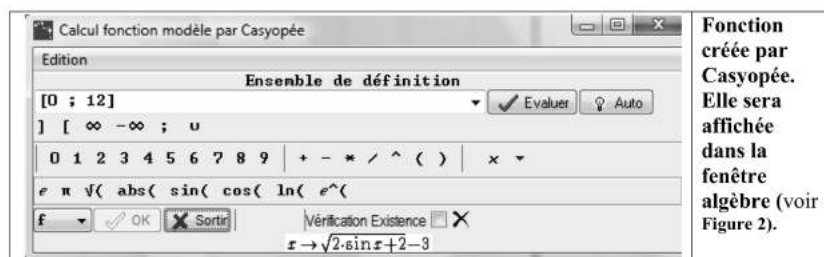 Calcul fonction modèle par Casyopée
Edition
Ensemble de définition
[0 ; 12]
Evaluer
Auto
] [ ∞ -∞ ; ∪
0 1 2 3 4 5 6 7 8 9 + - * / ^ ( ) x
e π √( abs( sin( cos( ln( e^(
f
OK
Sortir
Vérification Existence
x → √2·sin x+2−3
Fonction
créée par
Casyopée.
Elle sera
affichée
dans la
fenêtre
algèbre (voir
Figure 2).